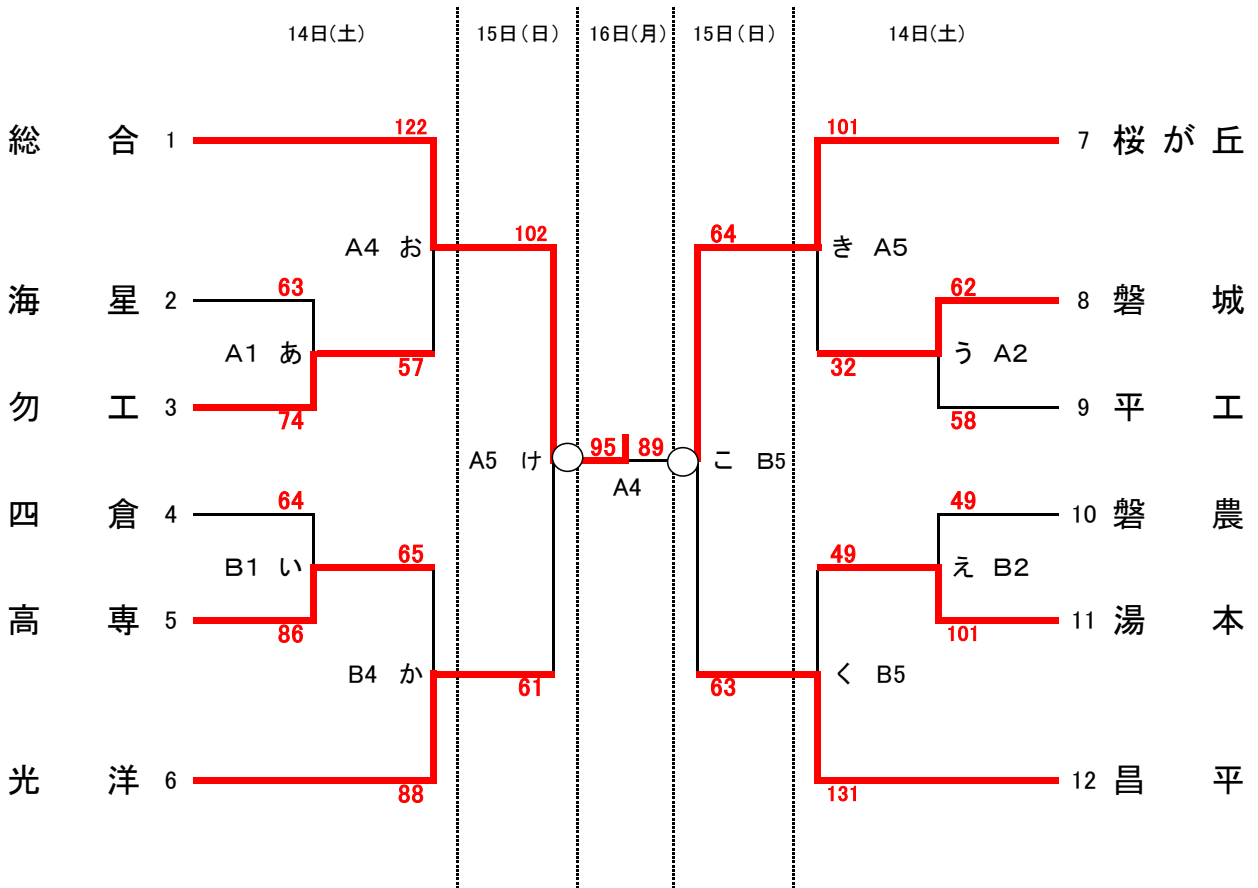 14日(土) 15日(日) 16日(月) 15日(日) 14日(土)
122 101
総合 1 7 桜が丘
102 64
A4 お き A5
63 62
海星 2 8 磐城
A1 あ う A2
57 32
勿工 3 9 平工
74 58
95 89
A5 け こ B5
A4
64 49
四倉 4 10 磐農
65 49
B1 い え B2
高専 5 11 湯本
86 101
B4 か く B5
61 63
光洋 6 12 昌平
88 131